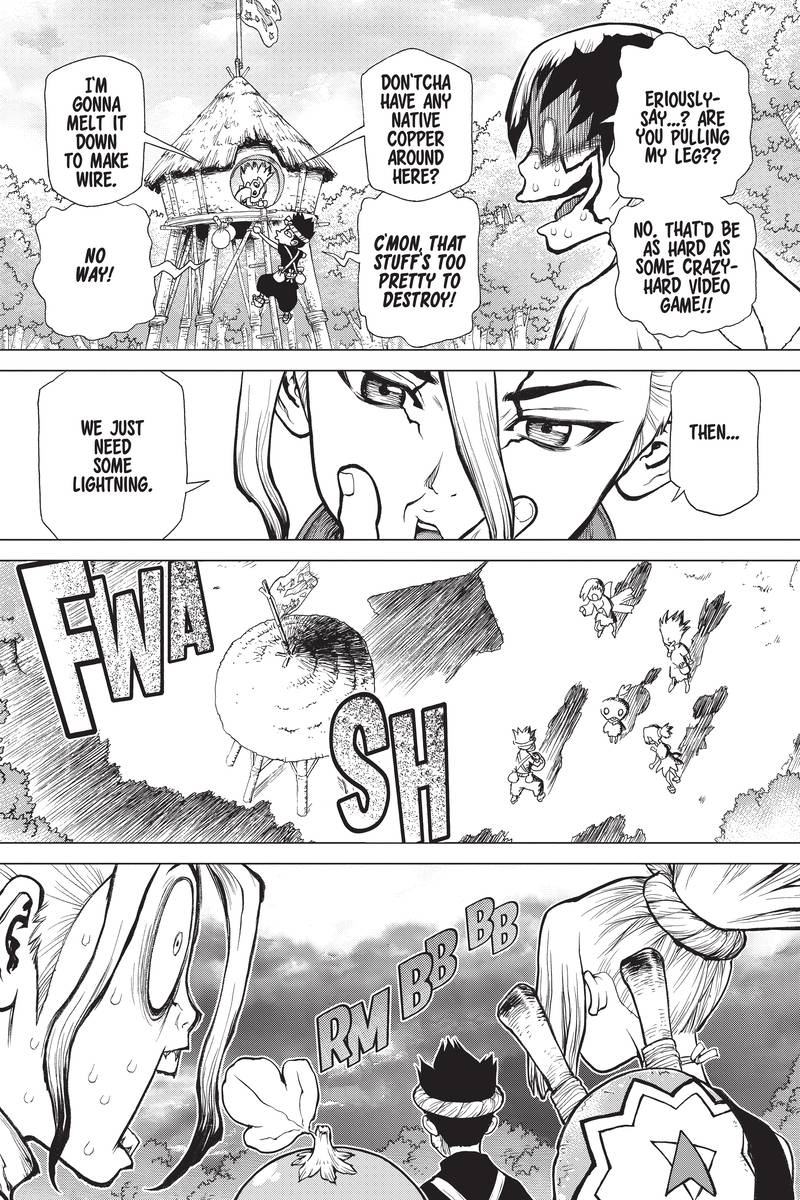 ERIOUSLY-
SAY...? ARE
YOU PULLING
MY LEG??
NO. THAT'D BE
AS HARD AS
SOME CRAZY-
HARD VIDEO
GAME!!
DON'TCHA
HAVE ANY
NATIVE
COPPER
AROUND
HERE?
C'MON, THAT
STUFF'S TOO
PRETTY TO
DESTROY!
I'M
GONNA
MELT IT
DOWN
TO MAKE
WIRE.
NO
WAY!
THEN...
WE JUST
NEED
SOME
LIGHTNING.
FWA
SH
RM
BB
BB